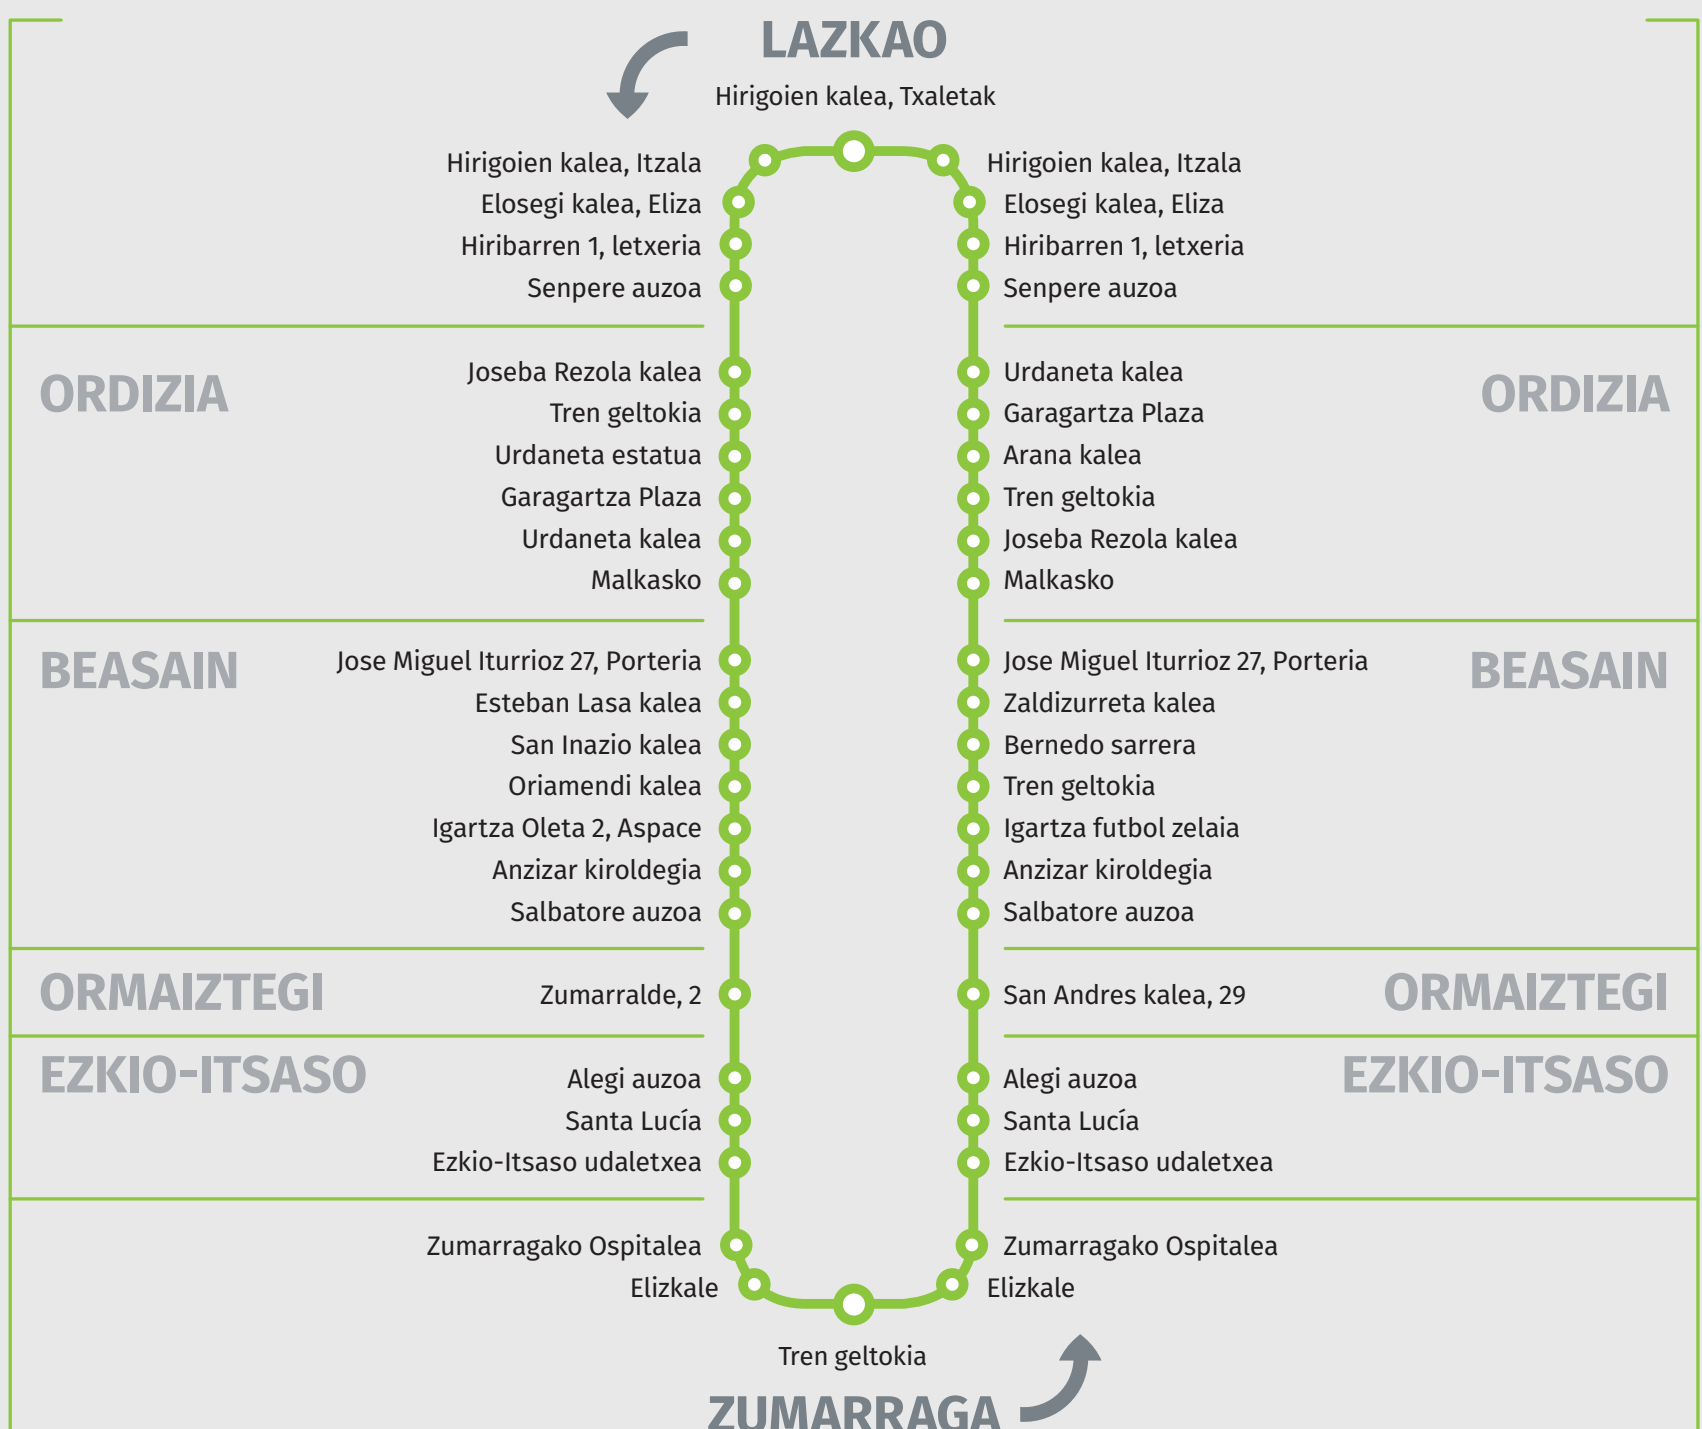 LAZKAO
Hirigoien kalea, Txaletak
Hirigoien kalea, Itzala
Elosegi kalea, Eliza
Hiribarren 1, letxeria
Senpere auzoa
Hirigoien kalea, Itzala
Elosegi kalea, Eliza
Hiribarren 1, letxeria
Senpere auzoa
ORDIZIA
Joseba Rezola kalea
Tren geltokia
Urdaneta estatua
Garagartza Plaza
Urdaneta kalea
Malkasko
Urdaneta kalea
Garagartza Plaza
Arana kalea
Tren geltokia
Joseba Rezola kalea
Malkasko
ORDIZIA
BEASAIN
Jose Miguel Iturrioz 27, Porteria
Esteban Lasa kalea
San Inazio kalea
Oriamendi kalea
Igartza Oleta 2, Aspace
Anzizar kiroldegia
Salbatore auzoa
Jose Miguel Iturrioz 27, Porteria
Zaldizurreta kalea
Bernedo sarrera
Tren geltokia
Igartza futbol zelaia
Anzizar kiroldegia
Salbatore auzoa
BEASAIN
ORMAIZTEGI
Zumarralde, 2
San Andres kalea, 29
ORMAIZTEGI
EZKIO-ITSASO
Alegi auzoa
Santa Lucía
Ezkio-Itsaso udaletxea
Alegi auzoa
Santa Lucía
Ezkio-Itsaso udaletxea
EZKIO-ITSASO
Zumarragako Ospitalea
Elizkale
Zumarragako Ospitalea
Elizkale
Tren geltokia
ZUMARRAGA